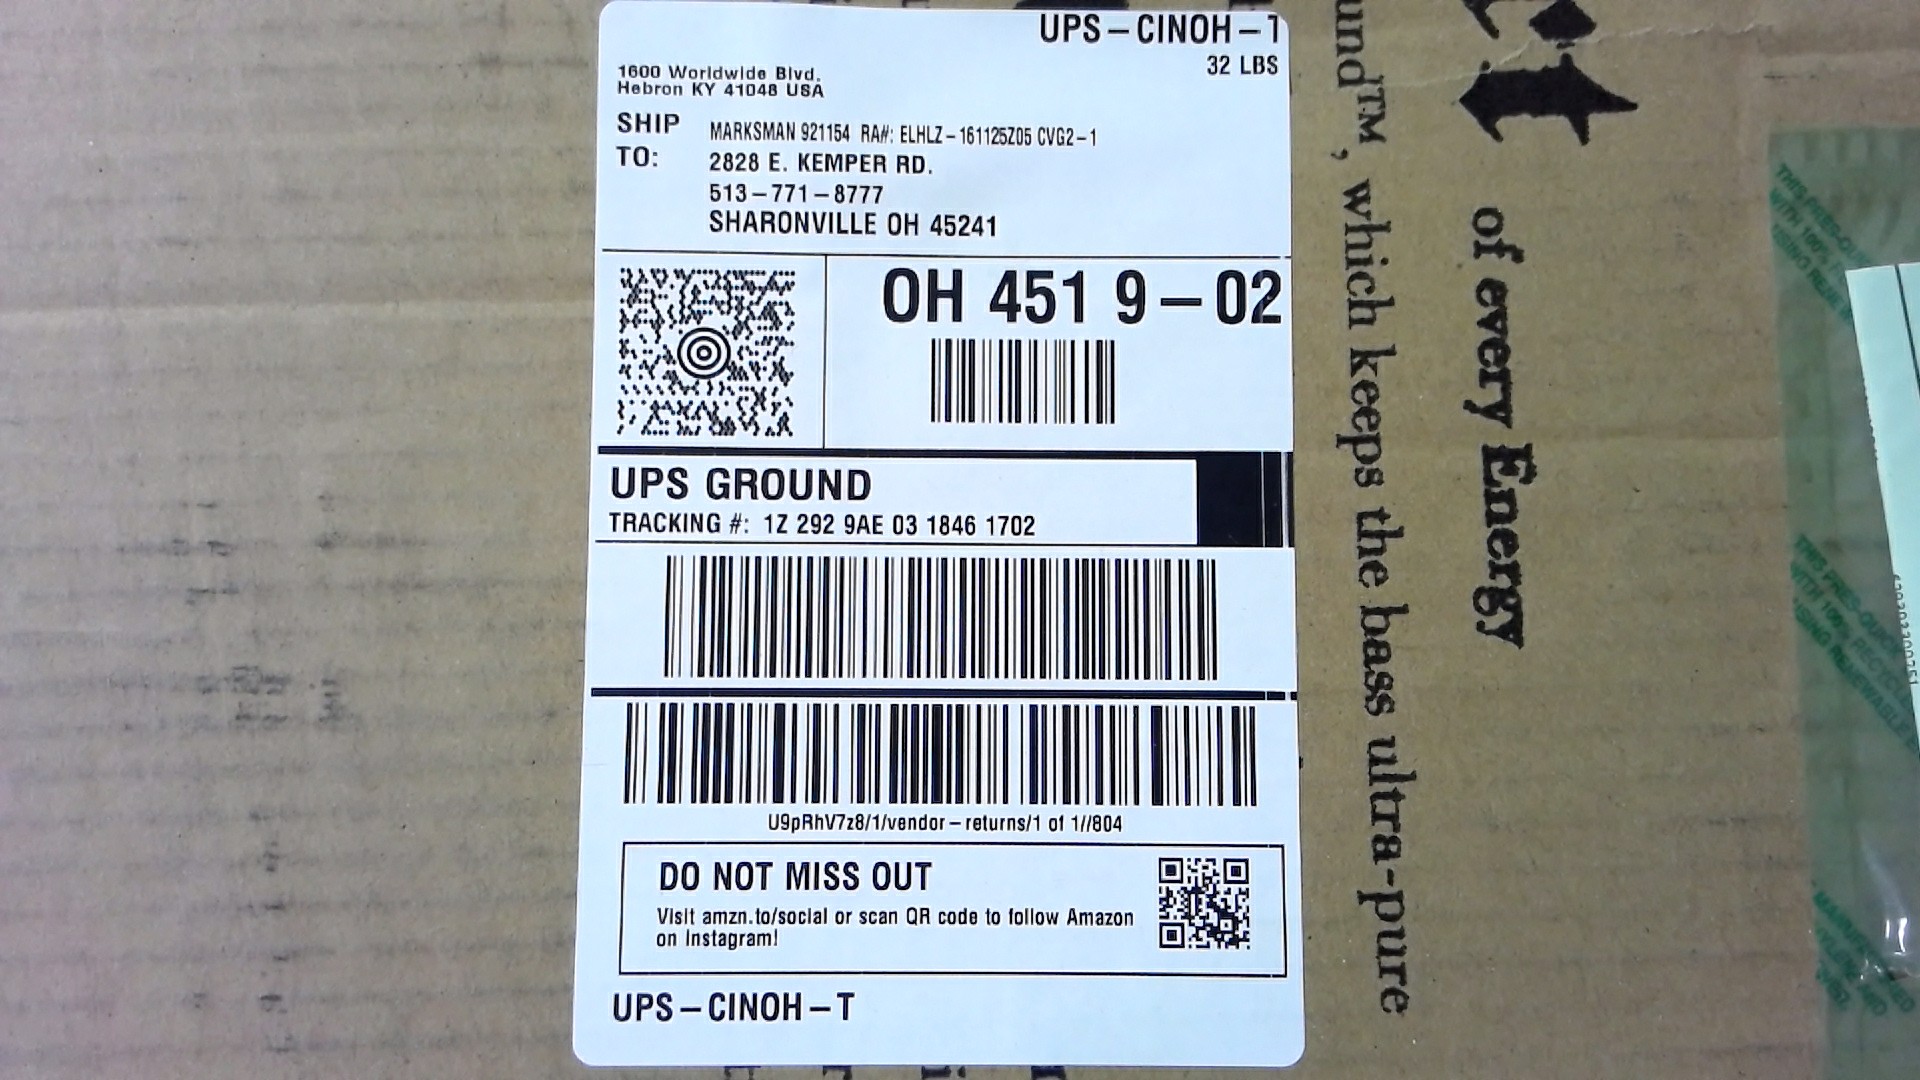 UPS-CINOH-1
32 LBS
1600 Worldwide Blvd.
Hebron KY 41048 USA
SHIP TO:
MARKSMAN 921154 RA#: ELHLZ-161125Z05 CVG2-1
2828 E. KEMPER RD.
513-771-8777
SHARONVILLE OH 45241
OH 451 9-02
UPS GROUND
TRACKING #: 1Z 292 9AE 03 1846 1702
U9pRhV7z8/1/vendor-returns/1 of 1//804
DO NOT MISS OUT
Visit amzn.to/social or scan QR code to follow Amazon
on Instagram!
UPS-CINOH-T
of every Energy
und™, which keeps the bass ultra-pure